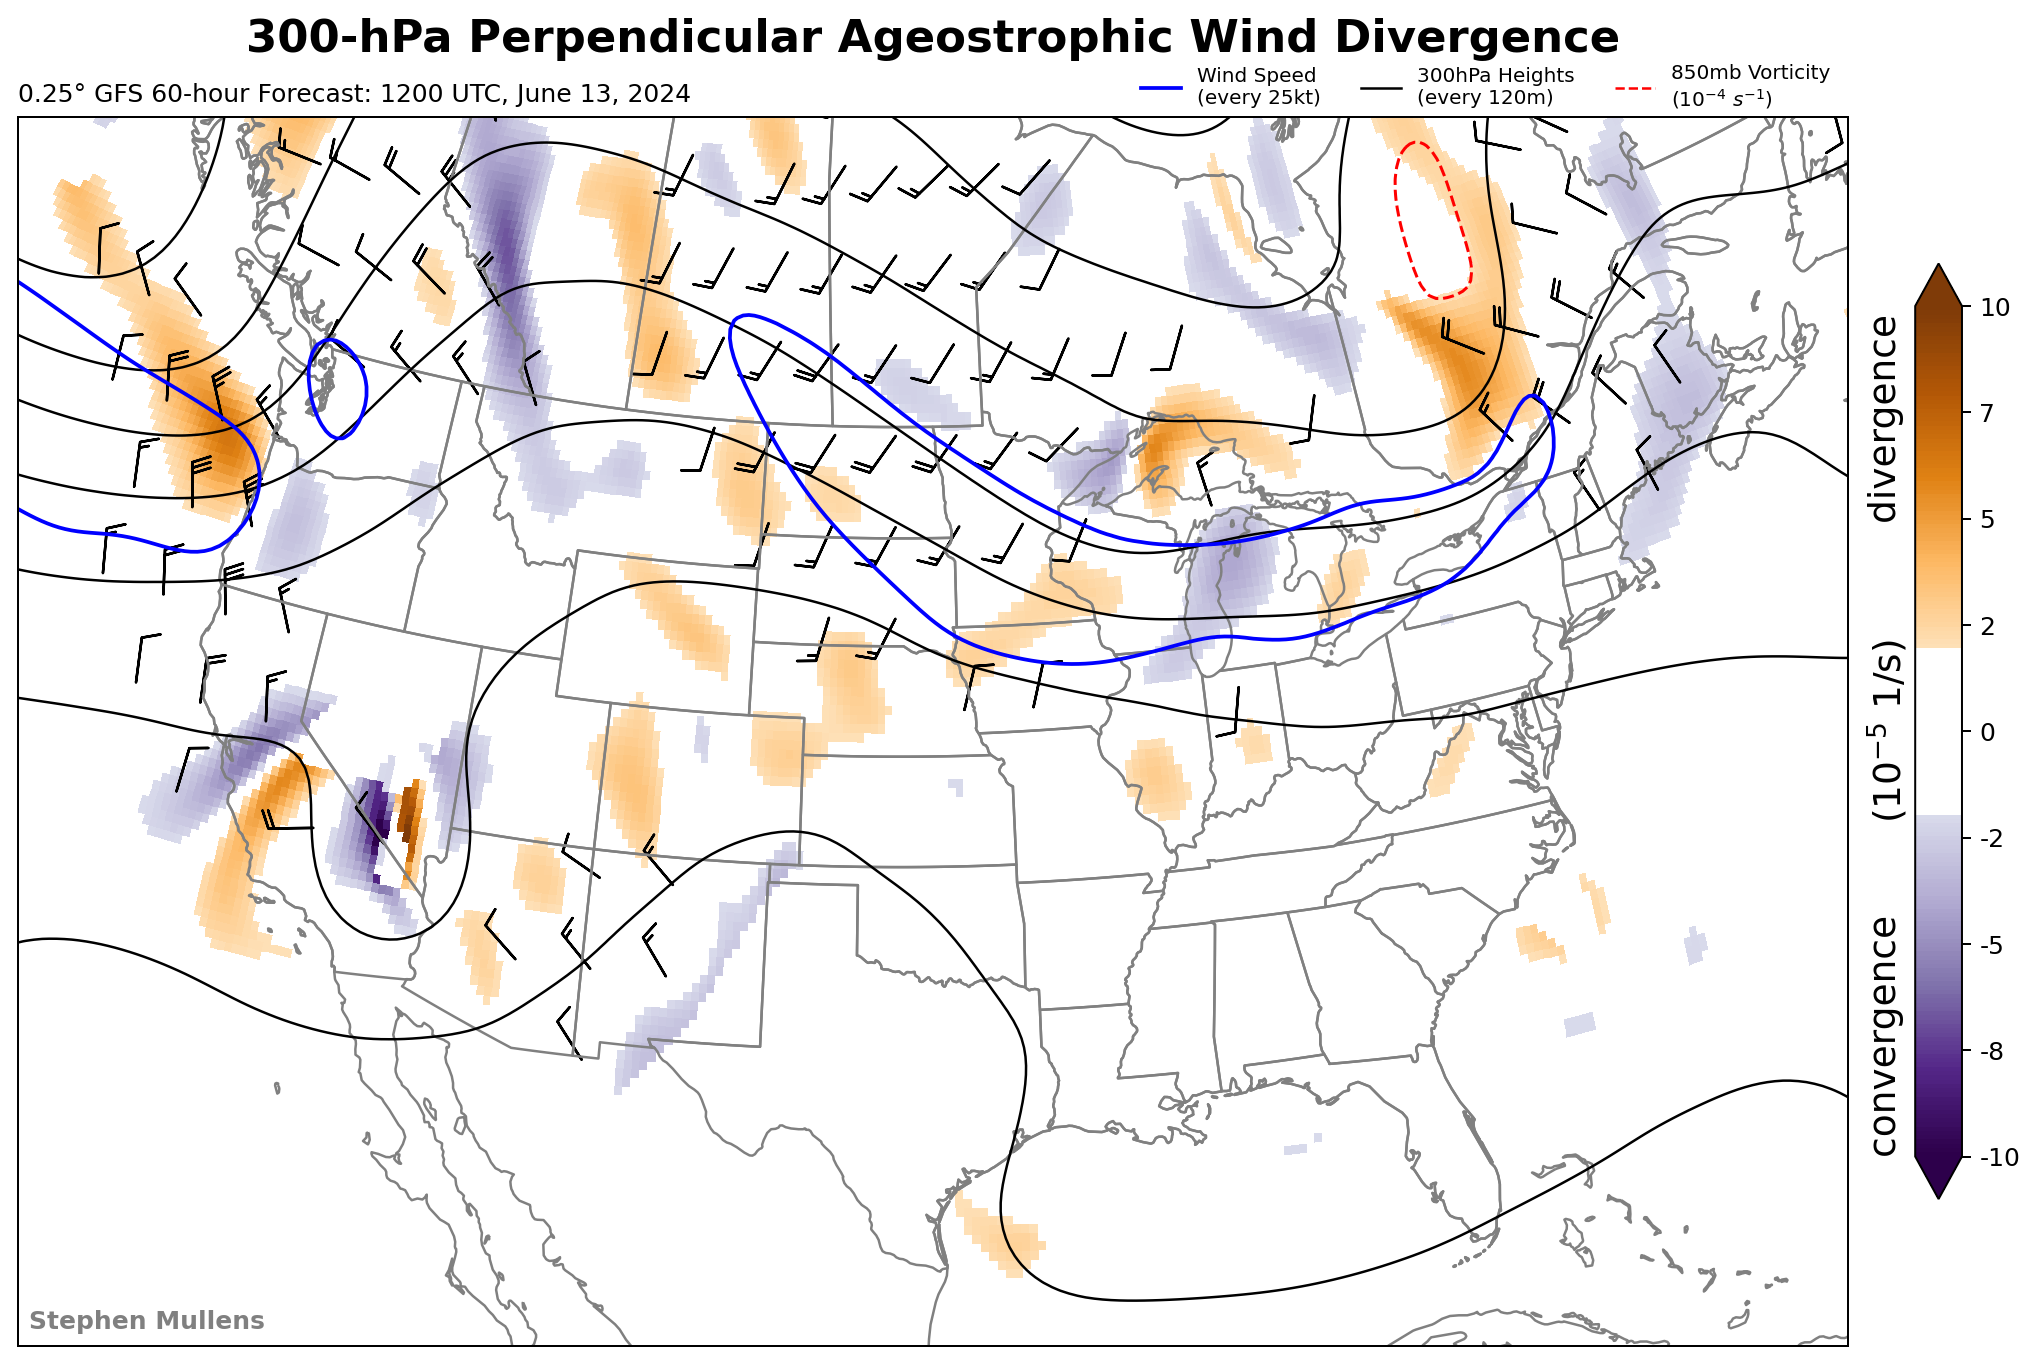 300-hPa Perpendicular Ageostrophic Wind Divergence
0.25° GFS 60-hour Forecast: 1200 UTC, June 13, 2024
Wind Speed
(every 25kt)
300hPa Heights
(every 120m)
850mb Vorticity
(10⁻⁴ s⁻¹)
10
7
5
2
0
-2
-5
-8
-10
convergence (10⁻⁵ 1/s) divergence
Stephen Mullens